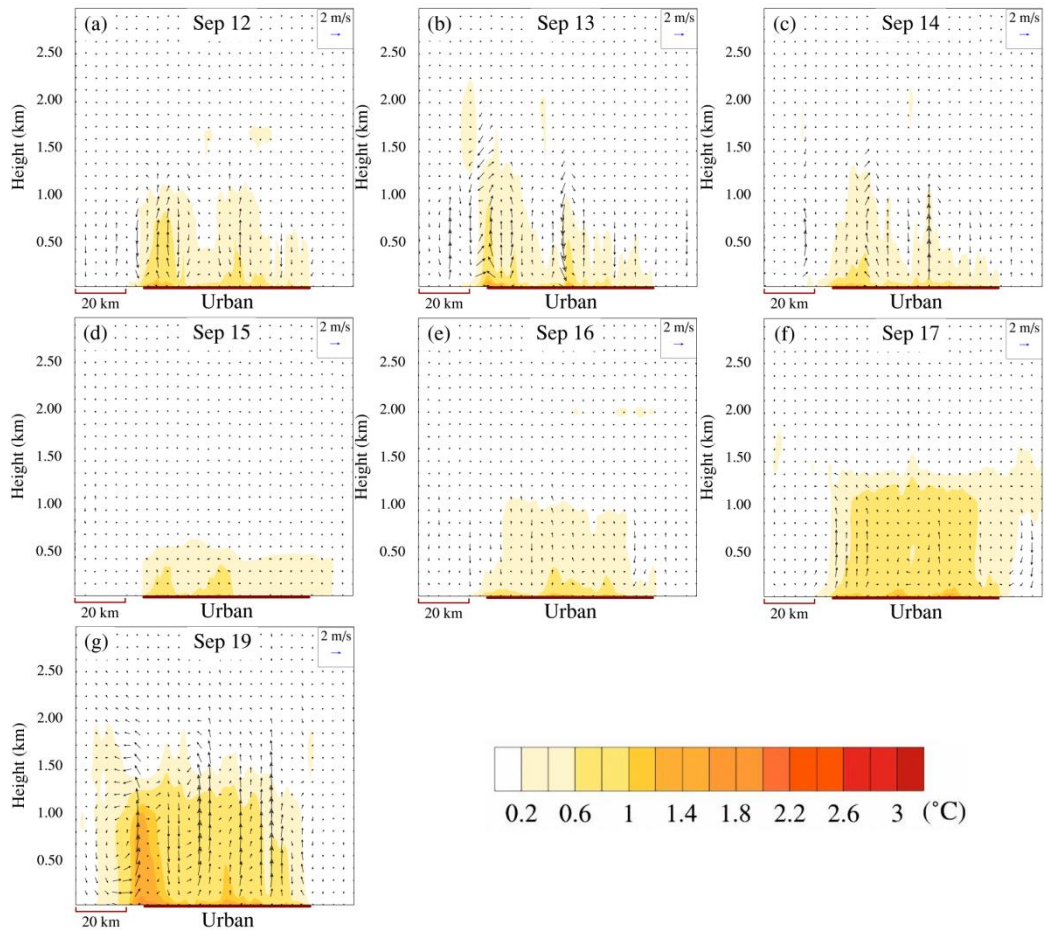 (a) Sep 12 2 m/s
2.50
2.00
1.50
1.00
0.50
Height (km)
20 km Urban
(b) Sep 13 2 m/s
2.50
2.00
1.50
1.00
0.50
Height (km)
20 km Urban
(c) Sep 14 2 m/s
2.50
2.00
1.50
1.00
0.50
Height (km)
20 km Urban
(d) Sep 15 2 m/s
2.50
2.00
1.50
1.00
0.50
Height (km)
20 km Urban
(e) Sep 16 2 m/s
2.50
2.00
1.50
1.00
0.50
Height (km)
20 km Urban
(f) Sep 17 2 m/s
2.50
2.00
1.50
1.00
0.50
Height (km)
20 km Urban
(g) Sep 19 2 m/s
2.50
2.00
1.50
1.00
0.50
Height (km)
20 km Urban
0.2 0.6 1 1.4 1.8 2.2 2.6 3 (°C)